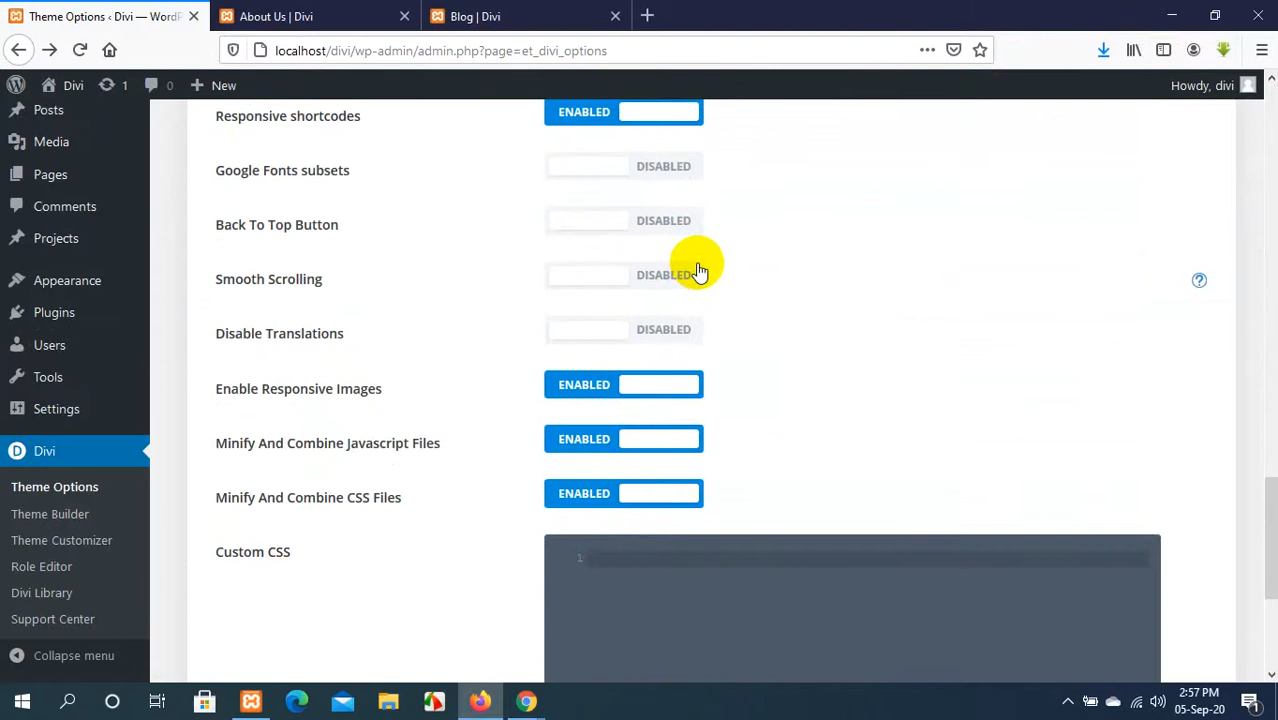 Theme Options ‹ Divi — WordP
About Us | Divi
Blog | Divi
localhost/divi/wp-admin/admin.php?page=et_divi_options
Divi
1
0
New
Howdy, divi
Posts
Media
Pages
Comments
Projects
Appearance
Plugins
Users
Tools
Settings
Divi
Theme Options
Theme Builder
Theme Customizer
Role Editor
Divi Library
Support Center
Collapse menu
Responsive shortcodes
ENABLED
Google Fonts subsets
DISABLED
Back To Top Button
DISABLED
Smooth Scrolling
DISABLED
?
Disable Translations
DISABLED
Enable Responsive Images
ENABLED
Minify And Combine Javascript Files
ENABLED
Minify And Combine CSS Files
ENABLED
Custom CSS
1
2:57 PM
05-Sep-20
1